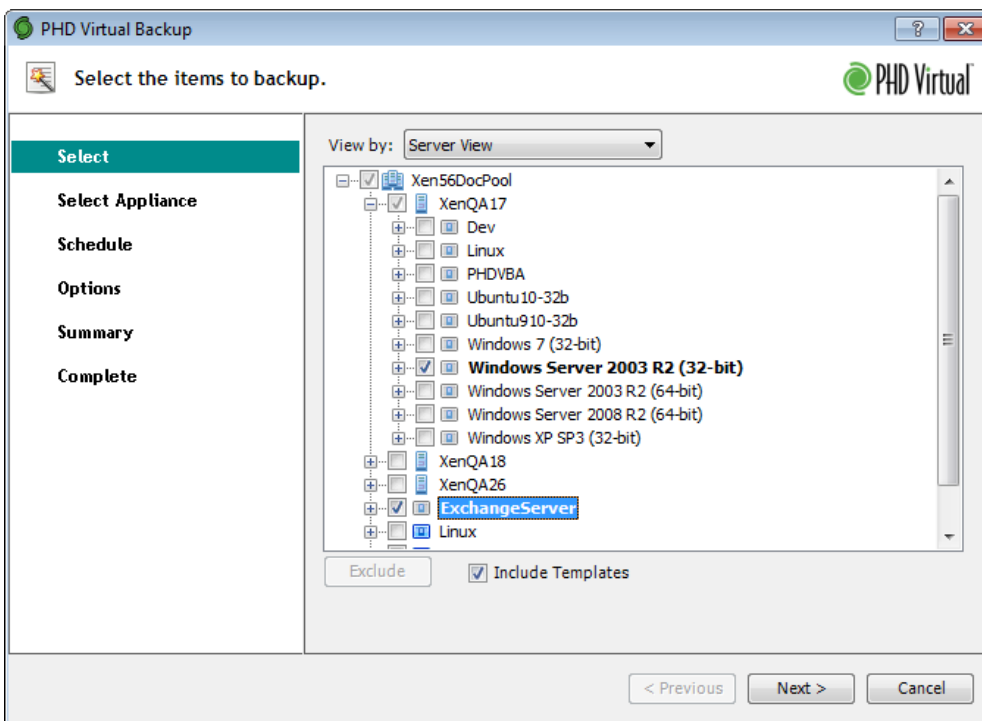 PHD Virtual Backup
?
Select the items to backup.
PHD Virtual
Select
Select Appliance
Schedule
Options
Summary
Complete
View by: Server View
Xen56DocPool
XenQA17
Dev
Linux
PHDVBA
Ubuntu10-32b
Ubuntu910-32b
Windows 7 (32-bit)
Windows Server 2003 R2 (32-bit)
Windows Server 2003 R2 (64-bit)
Windows Server 2008 R2 (64-bit)
Windows XP SP3 (32-bit)
XenQA18
XenQA26
ExchangeServer
Linux
Exclude
Include Templates
< Previous
Next >
Cancel